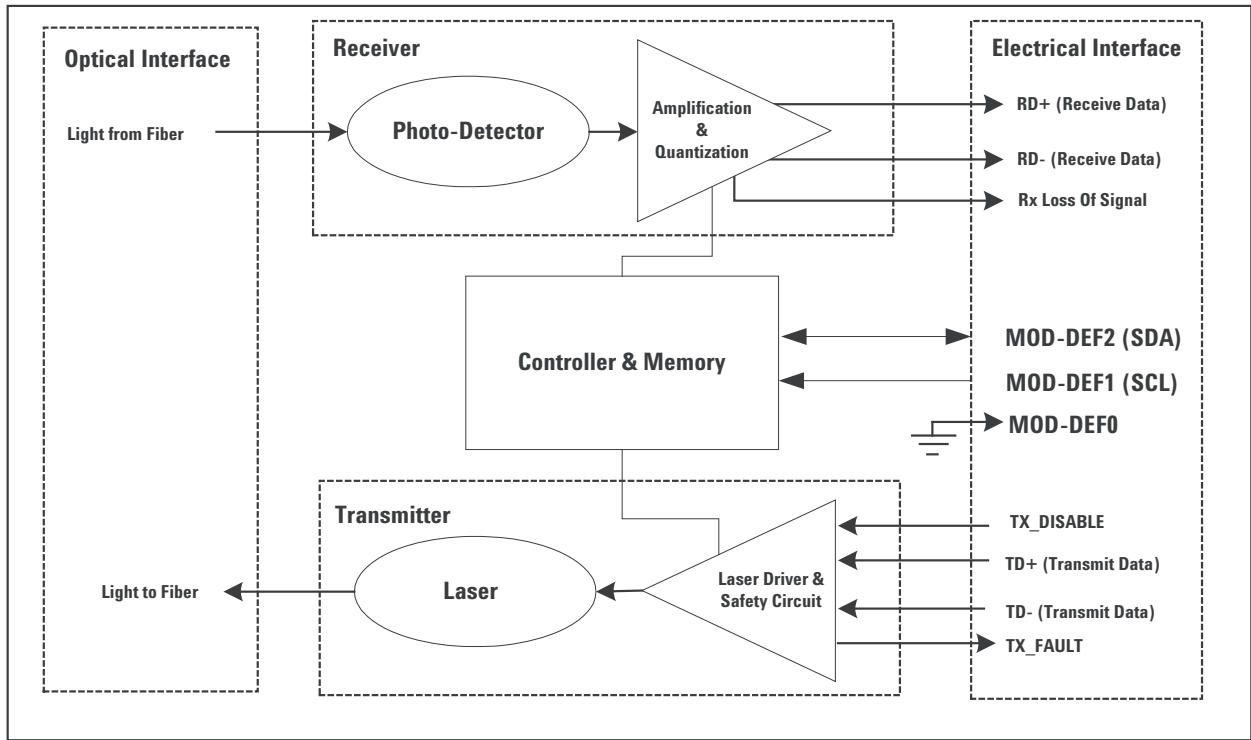 Optical Interface
Receiver
Electrical Interface
Light from Fiber
Photo-Detector
Amplification
&
Quantization
RD+ (Receive Data)
RD- (Receive Data)
Rx Loss Of Signal
Controller & Memory
MOD-DEF2 (SDA)
MOD-DEF1 (SCL)
MOD-DEF0
Transmitter
Light to Fiber
Laser
Laser Driver &
Safety Circuit
TX_DISABLE
TD+ (Transmit Data)
TD- (Transmit Data)
TX_FAULT